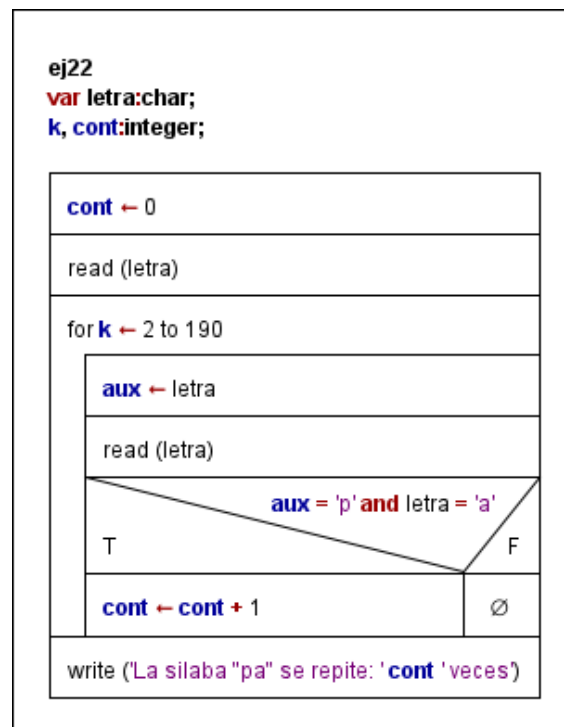 ej22
var letra:char;
k, cont:integer;
cont ← 0
read (letra)
for k ← 2 to 190
aux ← letra
read (letra)
aux = 'p' and letra = 'a'
T
F
cont ← cont + 1
∅
write ('La silaba "pa" se repite: ' cont ' veces')